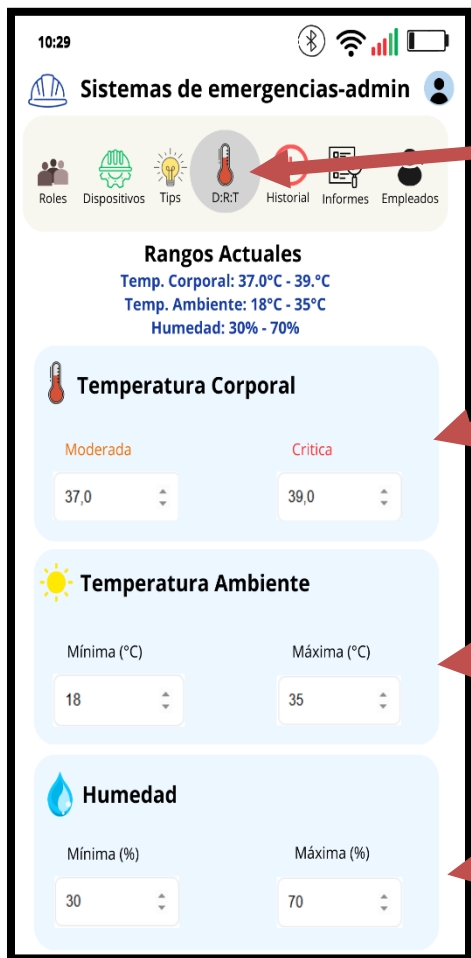 10:29
Sistemas de emergencias-admin
Roles Dispositivos Tips D:R:T Historial Informes Empleados
Rangos Actuales
Temp. Corporal: 37.0°C - 39.°C
Temp. Ambiente: 18°C - 35°C
Humedad: 30% - 70%
Temperatura Corporal
Moderada Critica
37,0 39,0
Temperatura Ambiente
Mínima (°C) Máxima (°C)
18 35
Humedad
Mínima (%) Máxima (%)
30 70